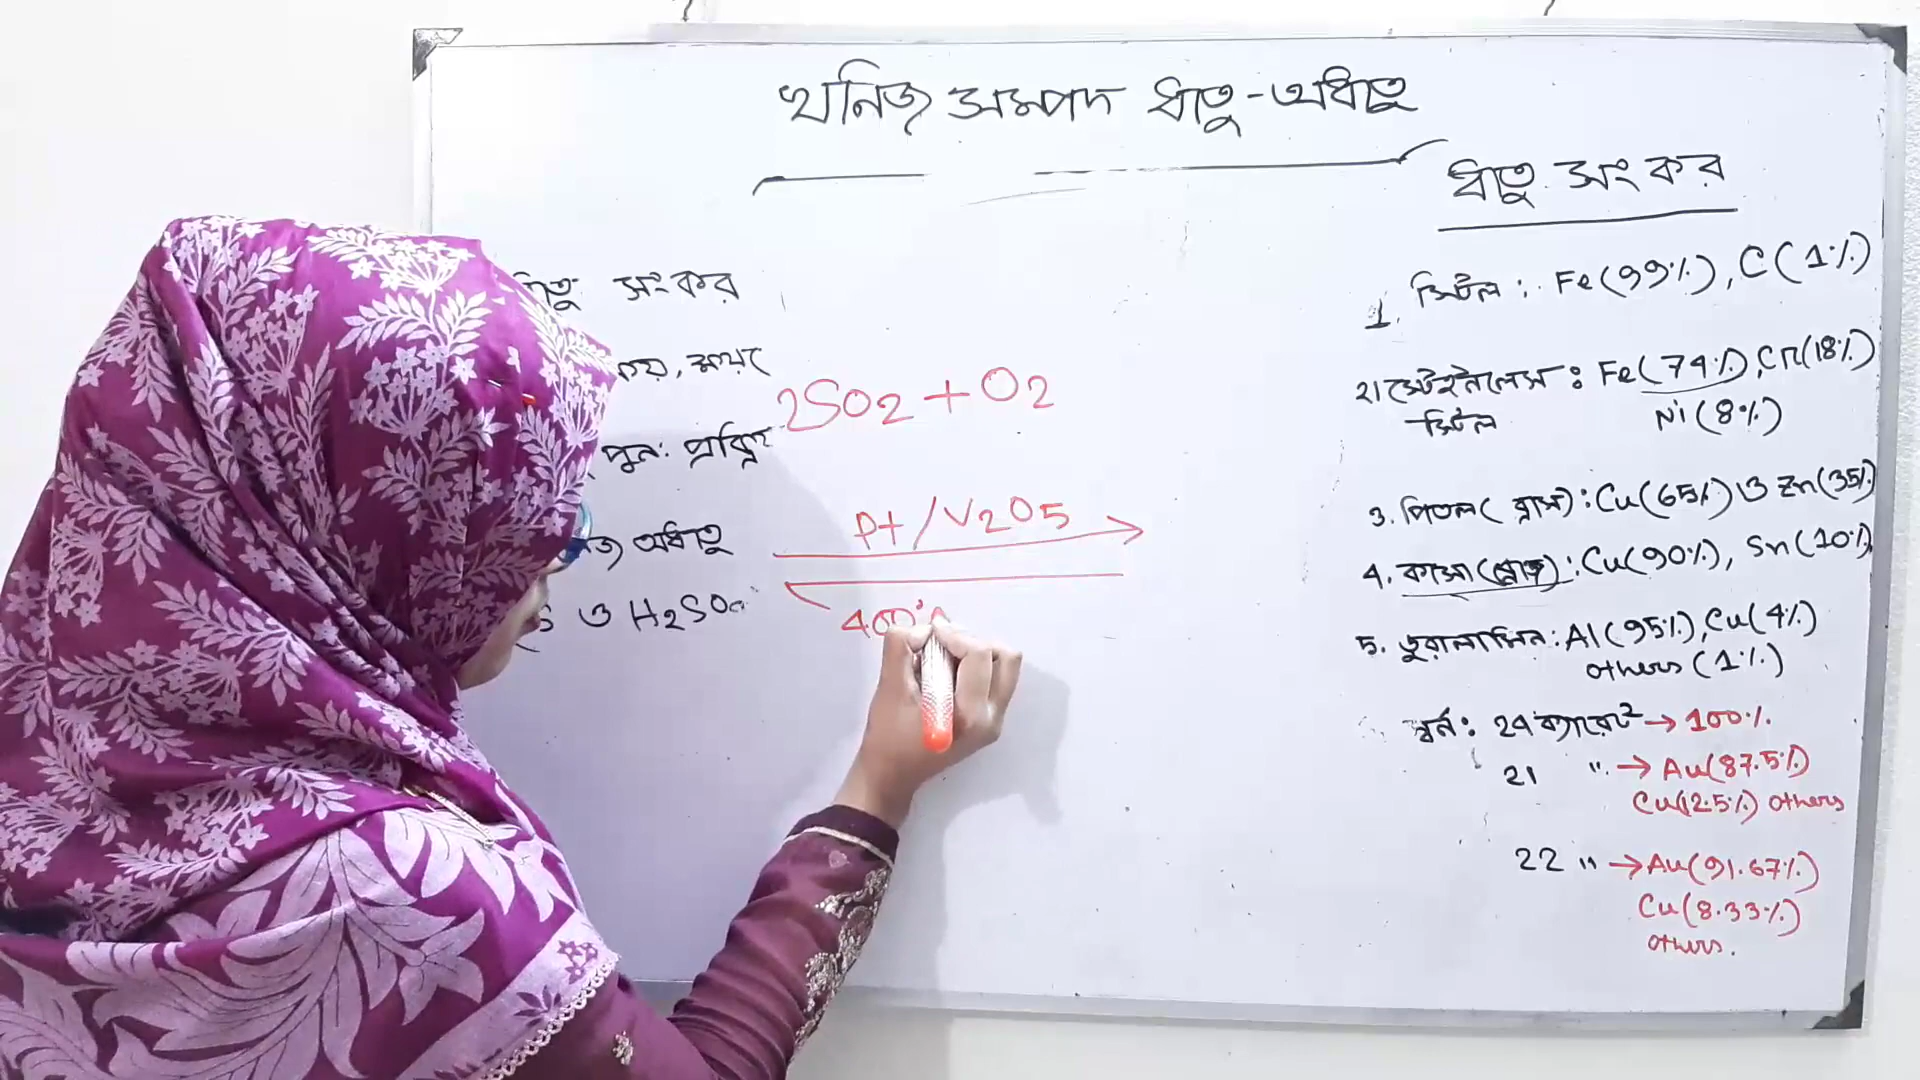 খনিজ সম্পদ ধাতু-অধাতু
সংকর
পুন: প্রক্রি
অধাতু
ও H2SO
2SO2 + O2
Pt/V2O5
400°
ধাতু সংকর
1. স্টিল: Fe(99%), C(1%)
২। স্টেইনলেস: Fe(74%), Cr(18%)
স্টিল Ni(8%)
3. পিতল(ব্রাস): Cu(65%) ও Zn(35%)
4. কাসা(ব্রোঞ্জ): Cu(90%), Sn(10%)
5. ডুরালামিন: Al(95%), Cu(4%)
others (1%)
স্বর্ন: 24 ক্যারেট → 100%
21 " → Au(87.5%)
Cu(12.5%) others
22 " → Au(91.67%)
Cu(8.33%)
others.